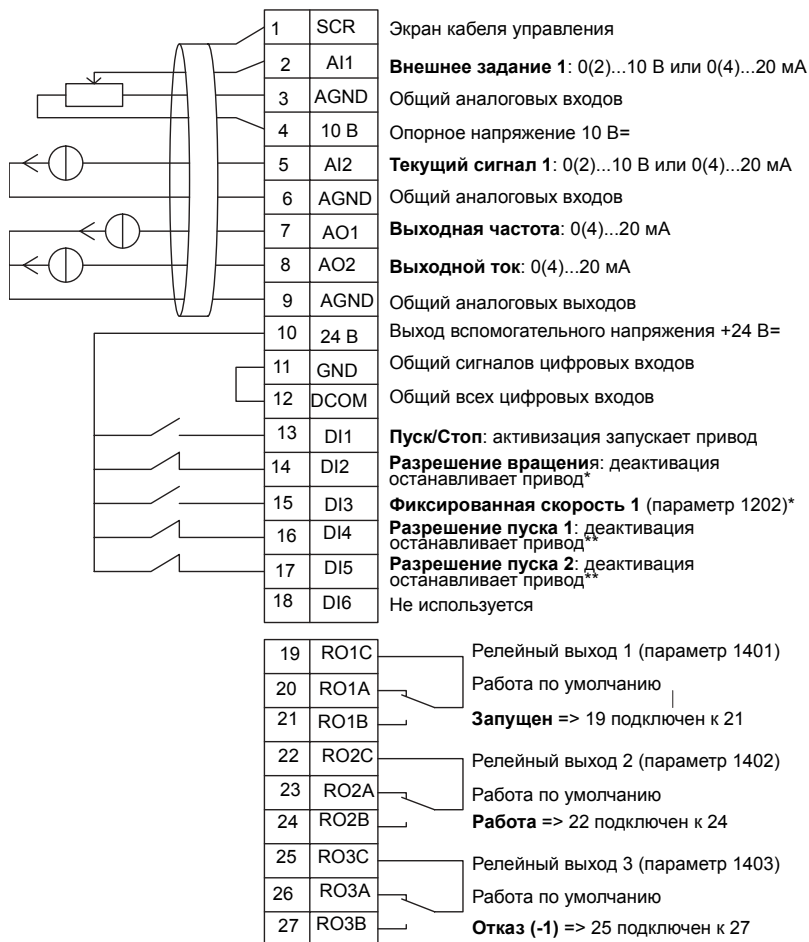 1 SCR Экран кабеля управления
2 AI1 Внешнее задание 1: 0(2)...10 В или 0(4)...20 мА
3 AGND Общий аналоговых входов
4 10 В Опорное напряжение 10 В=
5 AI2 Текущий сигнал 1: 0(2)...10 В или 0(4)...20 мА
6 AGND Общий аналоговых входов
7 AO1 Выходная частота: 0(4)...20 мА
8 AO2 Выходной ток: 0(4)...20 мА
9 AGND Общий аналоговых выходов
10 24 В Выход вспомогательного напряжения +24 В=
11 GND Общий сигналов цифровых входов
12 DCOM Общий всех цифровых входов
13 DI1 Пуск/Стоп: активизация запускает привод
14 DI2 Разрешение вращения: деактивация
останавливает привод*
15 DI3 Фиксированная скорость 1 (параметр 1202)*
16 DI4 Разрешение пуска 1: деактивация
останавливает привод**
17 DI5 Разрешение пуска 2: деактивация
останавливает привод**
18 DI6 Не используется
19 RO1C Релейный выход 1 (параметр 1401)
20 RO1A Работа по умолчанию
21 RO1B Запущен => 19 подключен к 21
22 RO2C Релейный выход 2 (параметр 1402)
23 RO2A Работа по умолчанию
24 RO2B Работа => 22 подключен к 24
25 RO3C Релейный выход 3 (параметр 1403)
26 RO3A Работа по умолчанию
27 RO3B Отказ (-1) => 25 подключен к 27